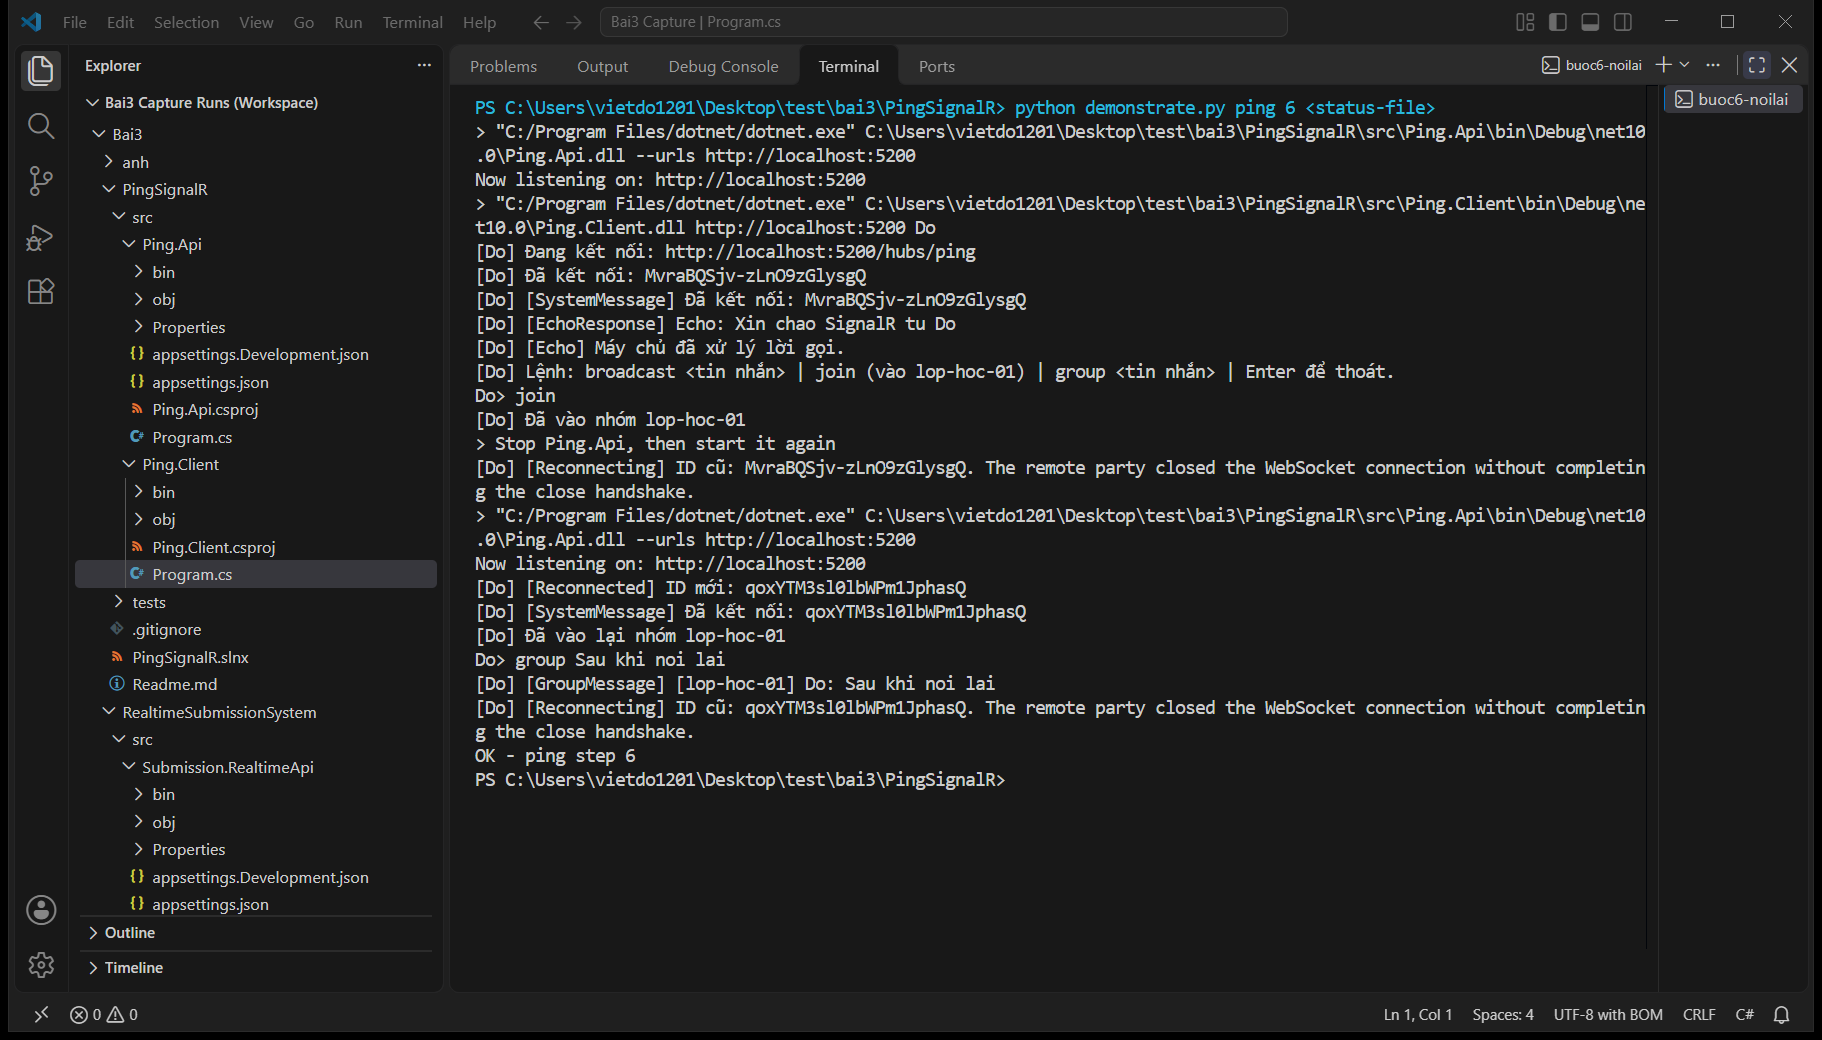 File Edit Selection View Go Run Terminal Help
Bai3 Capture | Program.cs
Explorer
Bai3 Capture Runs (Workspace)
Bai3
anh
PingSignalR
src
Ping.Api
bin
obj
Properties
appsettings.Development.json
appsettings.json
Ping.Api.csproj
Program.cs
Ping.Client
bin
obj
Ping.Client.csproj
Program.cs
tests
.gitignore
PingSignalR.slnx
Readme.md
RealtimeSubmissionSystem
src
Submission.RealtimeApi
bin
obj
Properties
appsettings.Development.json
appsettings.json
Outline
Timeline
Problems Output Debug Console Terminal Ports
buoc6-noilai
buoc6-noilai
PS C:\Users\vietdo1201\Desktop\test\bai3\PingSignalR> python demonstrate.py ping 6 <status-file>
> "C:/Program Files/dotnet/dotnet.exe" C:\Users\vietdo1201\Desktop\test\bai3\PingSignalR\src\Ping.Api\bin\Debug\net10
.0\Ping.Api.dll --urls http://localhost:5200
Now listening on: http://localhost:5200
> "C:/Program Files/dotnet/dotnet.exe" C:\Users\vietdo1201\Desktop\test\bai3\PingSignalR\src\Ping.Client\bin\Debug\ne
t10.0\Ping.Client.dll http://localhost:5200 Do
[Do] Đang kết nối: http://localhost:5200/hubs/ping
[Do] Đã kết nối: MvraBQSjv-zLnO9zGlysgQ
[Do] [SystemMessage] Đã kết nối: MvraBQSjv-zLnO9zGlysgQ
[Do] [EchoResponse] Echo: Xin chao SignalR tu Do
[Do] [Echo] Máy chủ đã xử lý lời gọi.
[Do] Lệnh: broadcast <tin nhắn> | join (vào lop-hoc-01) | group <tin nhắn> | Enter để thoát.
Do> join
[Do] Đã vào nhóm lop-hoc-01
> Stop Ping.Api, then start it again
[Do] [Reconnecting] ID cũ: MvraBQSjv-zLnO9zGlysgQ. The remote party closed the WebSocket connection without completin
g the close handshake.
> "C:/Program Files/dotnet/dotnet.exe" C:\Users\vietdo1201\Desktop\test\bai3\PingSignalR\src\Ping.Api\bin\Debug\net10
.0\Ping.Api.dll --urls http://localhost:5200
Now listening on: http://localhost:5200
[Do] [Reconnected] ID mới: qoxYTM3sl0lbWPm1JphasQ
[Do] [SystemMessage] Đã kết nối: qoxYTM3sl0lbWPm1JphasQ
[Do] Đã vào lại nhóm lop-hoc-01
Do> group Sau khi noi lai
[Do] [GroupMessage] [lop-hoc-01] Do: Sau khi noi lai
[Do] [Reconnecting] ID cũ: qoxYTM3sl0lbWPm1JphasQ. The remote party closed the WebSocket connection without completin
g the close handshake.
OK - ping step 6
PS C:\Users\vietdo1201\Desktop\test\bai3\PingSignalR>
0 0
Ln 1, Col 1 Spaces: 4 UTF-8 with BOM CRLF C#